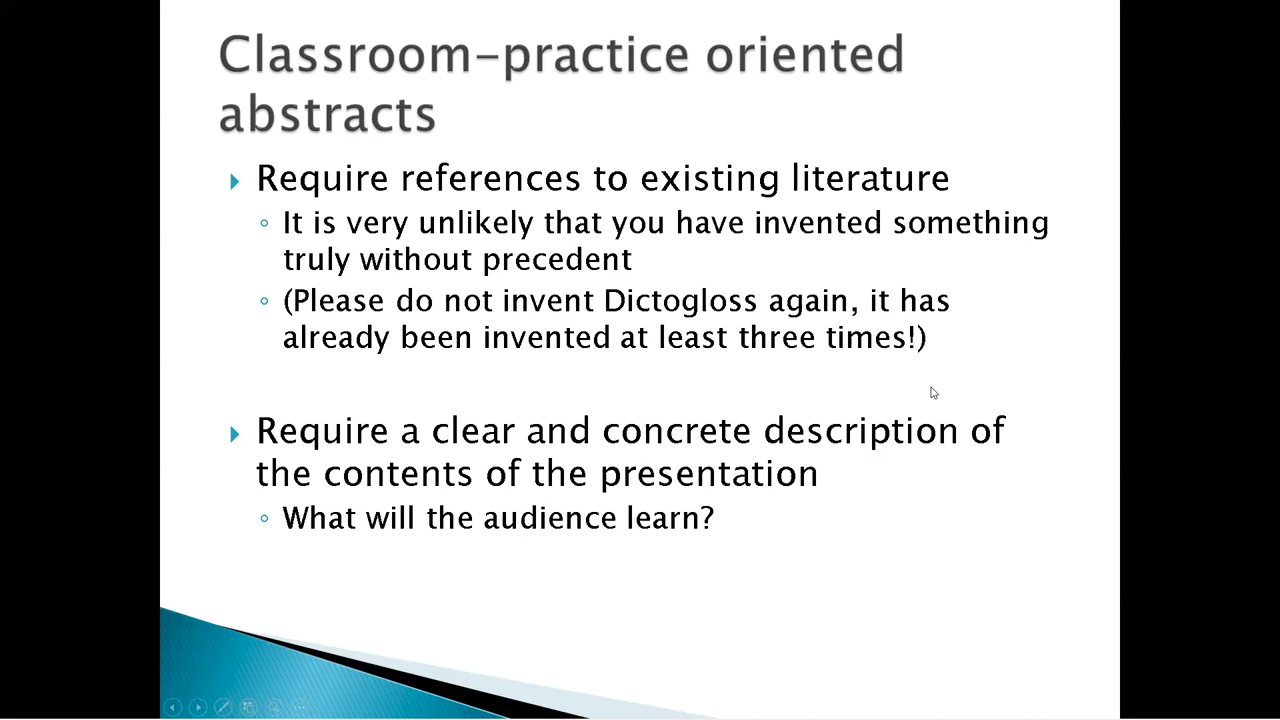 Classroom-practice oriented
abstracts
Require references to existing literature
It is very unlikely that you have invented something
truly without precedent
(Please do not invent Dictogloss again, it has
already been invented at least three times!)
Require a clear and concrete description of
the contents of the presentation
What will the audience learn?